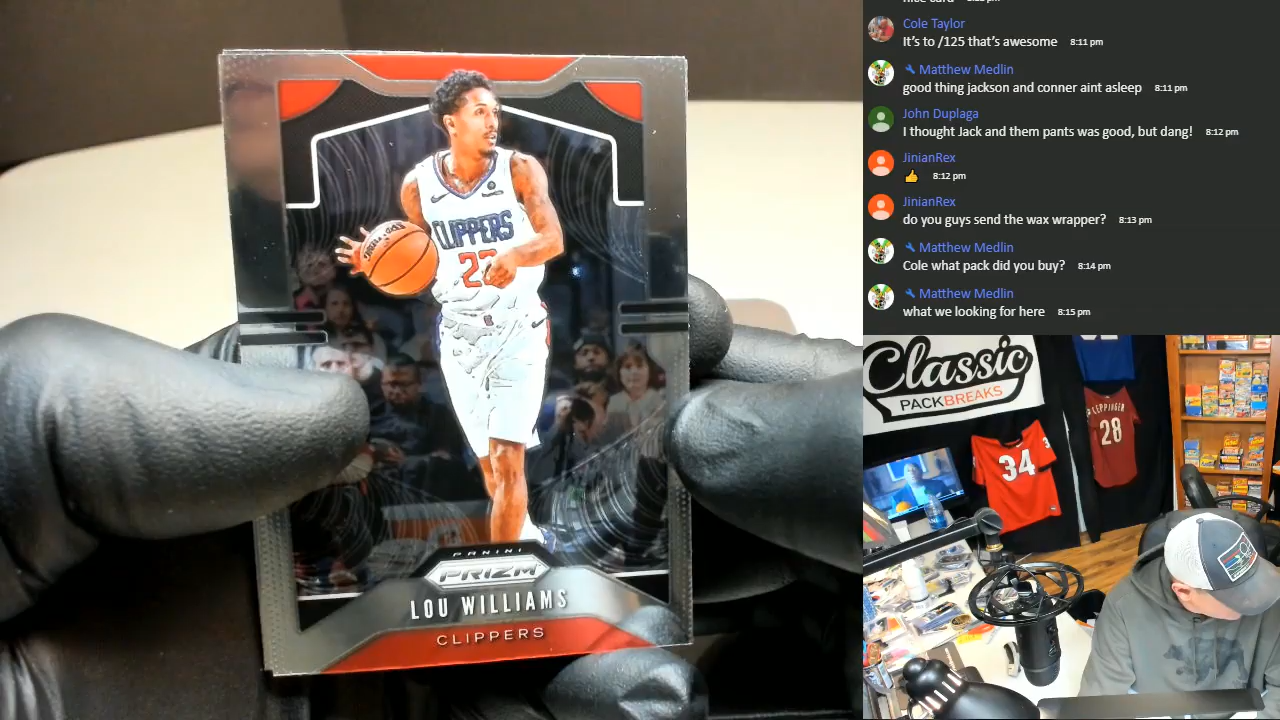 Cole Taylor
It's to /125 that's awesome 8:11 pm
Matthew Medlin
good thing jackson and conner aint asleep 8:11 pm
John Duplaga
I thought Jack and them pants was good, but dang! 8:12 pm
JinianRex
👍 8:12 pm
JinianRex
do you guys send the wax wrapper? 8:13 pm
Matthew Medlin
Cole what pack did you buy? 8:14 pm
Matthew Medlin
what we looking for here 8:15 pm
CLIPPERS
PANINI
PRIZM
LOU WILLIAMS
CLIPPERS
Classic
PACKBREAKS
34
LEPPINGER
28